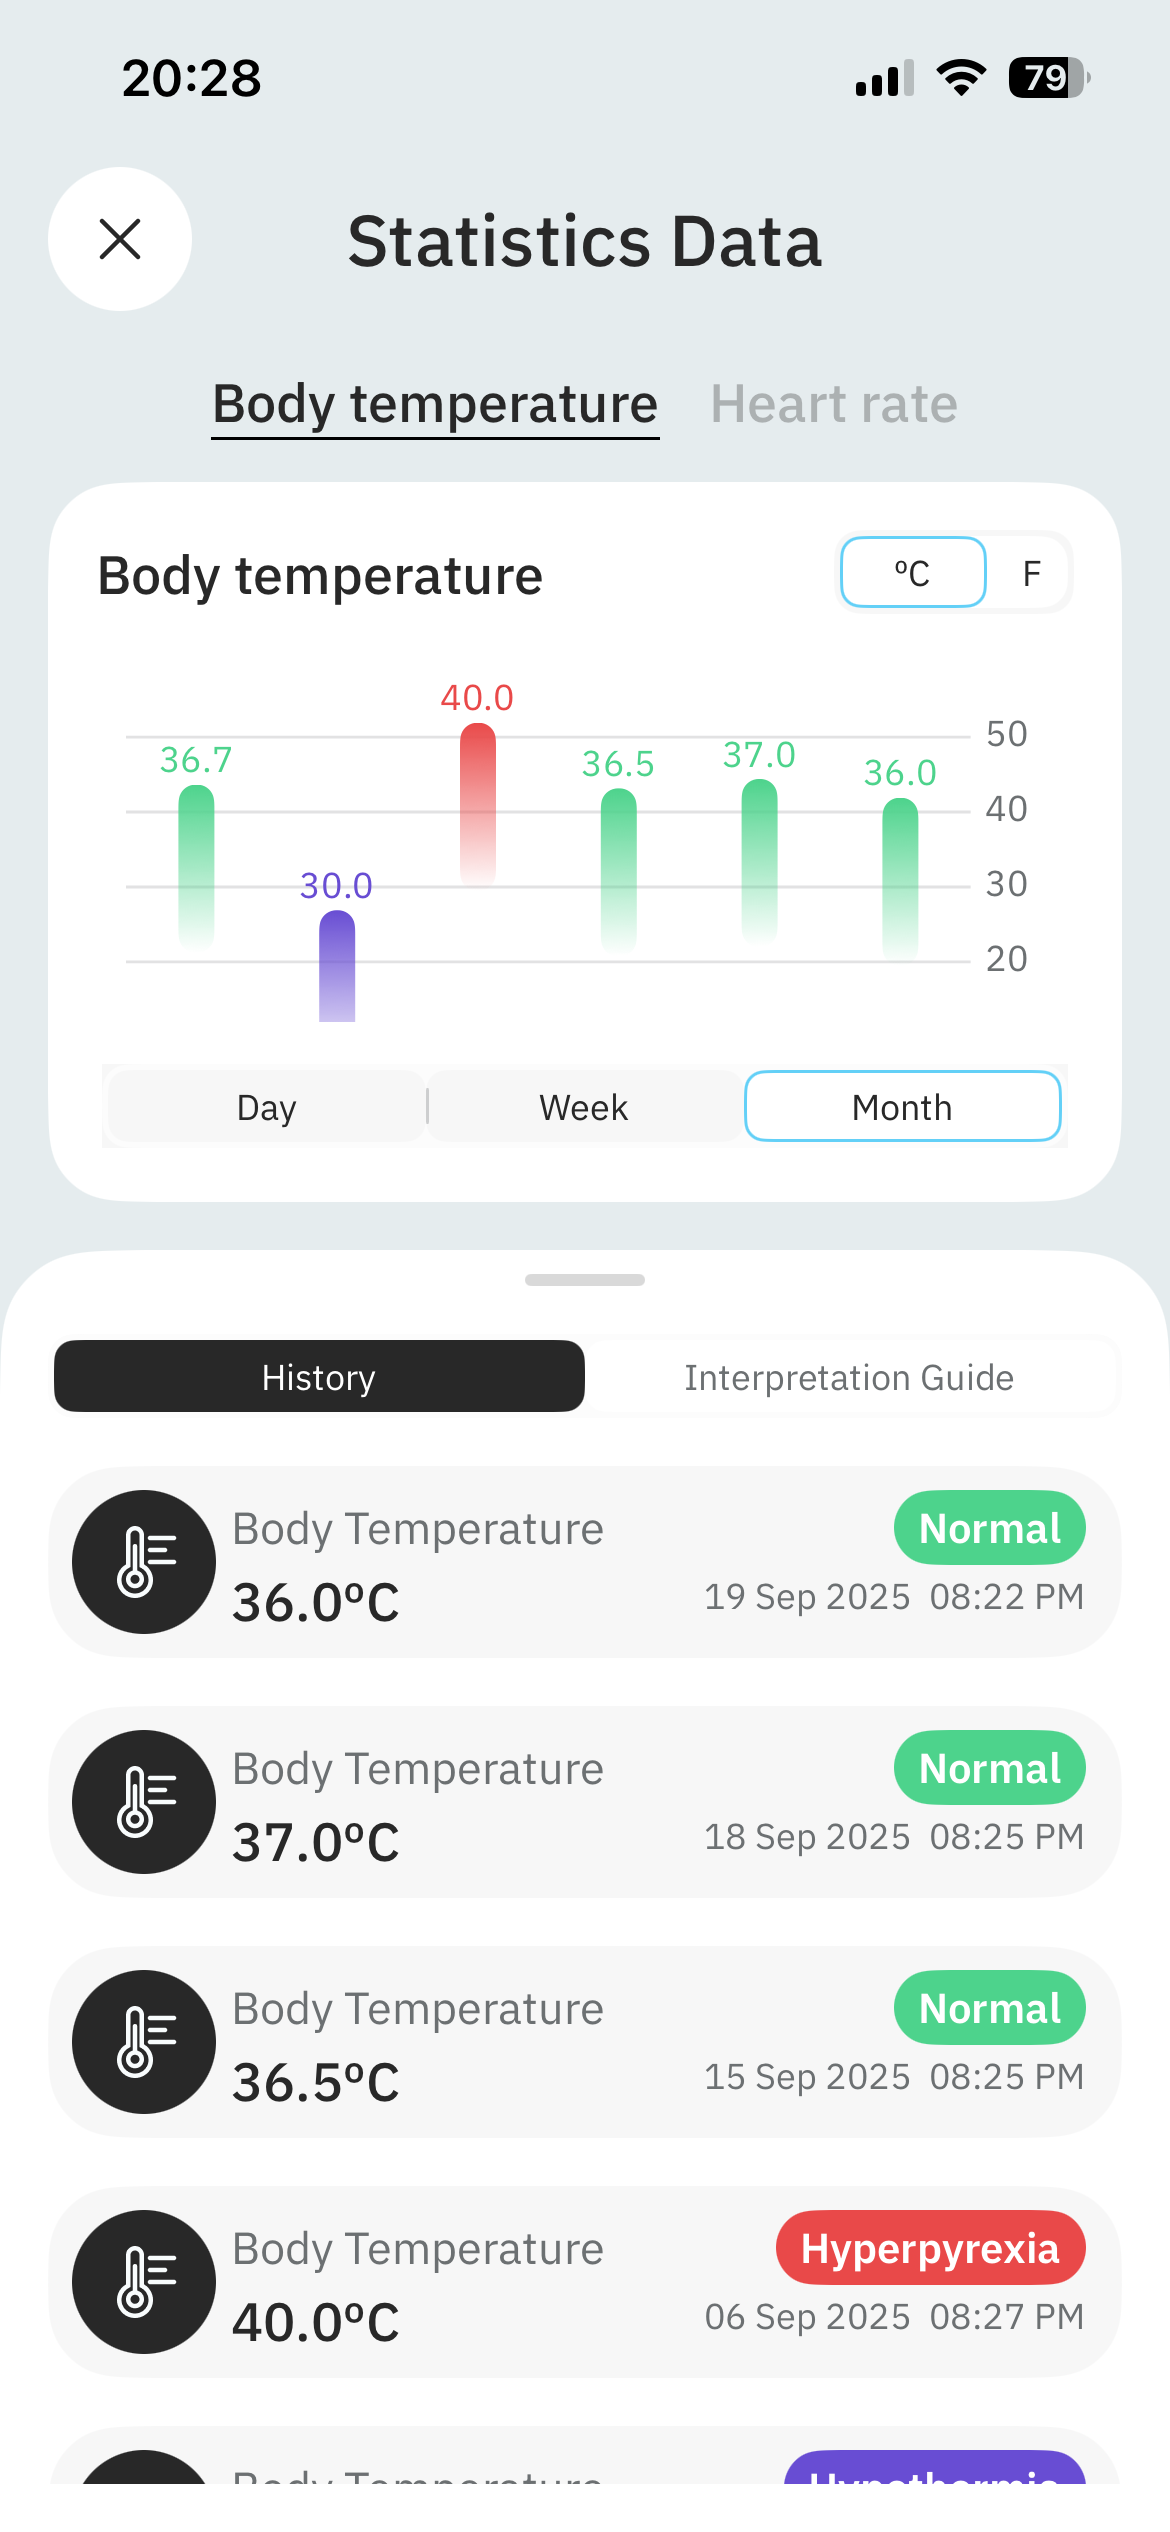 20:28
79
Statistics Data
Body temperature Heart rate
Body temperature
ºC F
40.0
50
36.7 36.5 37.0 36.0
40
30.0
30
20
Day Week Month
History Interpretation Guide
Body Temperature Normal
36.0ºC 19 Sep 2025 08:22 PM
Body Temperature Normal
37.0ºC 18 Sep 2025 08:25 PM
Body Temperature Normal
36.5ºC 15 Sep 2025 08:25 PM
Body Temperature Hyperpyrexia
40.0ºC 06 Sep 2025 08:27 PM
Body Temperature Hypothermia